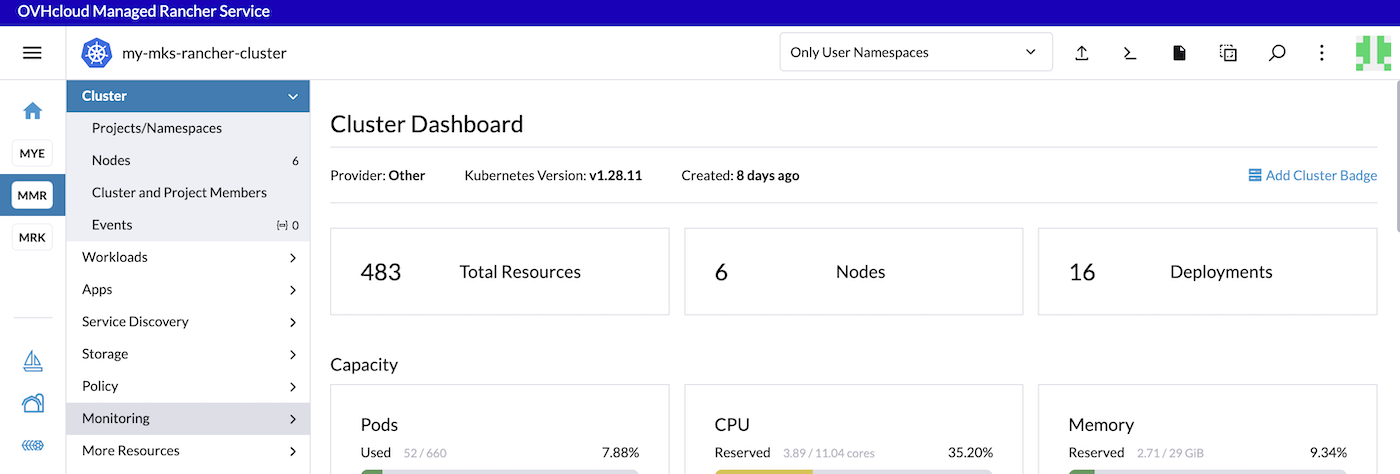 OVHcloud Managed Rancher Service
my-mks-rancher-cluster
Only User Namespaces
MYE
MMR
MRK
Cluster
Projects/Namespaces
Nodes 6
Cluster and Project Members
Events 0
Workloads
Apps
Service Discovery
Storage
Policy
Monitoring
More Resources
Cluster Dashboard
Provider: Other Kubernetes Version: v1.28.11 Created: 8 days ago Add Cluster Badge
483 Total Resources
6 Nodes
16 Deployments
Capacity
Pods
Used 52 / 660 7.88%
CPU
Reserved 3.89 / 11.04 cores 35.20%
Memory
Reserved 2.71 / 29 GiB 9.34%